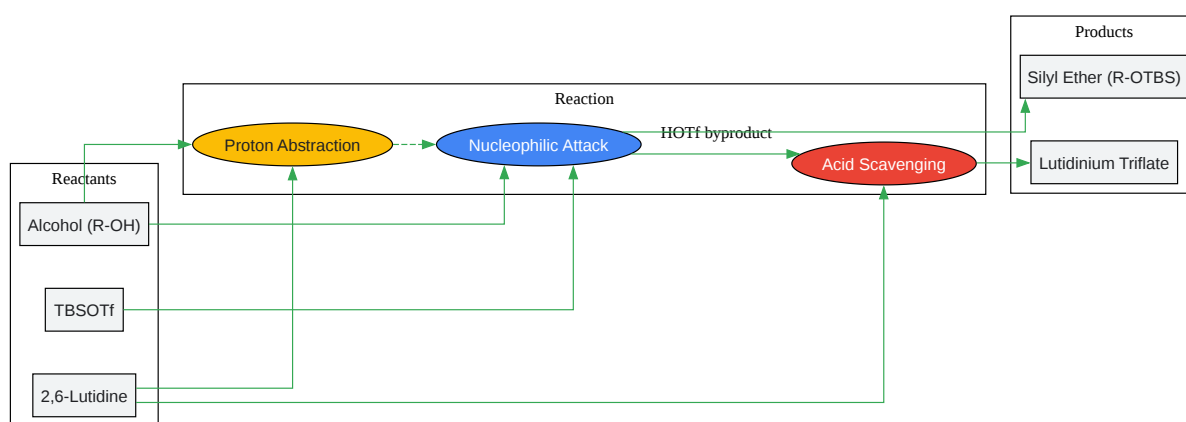 Products
Silyl Ether (R-OTBS)
Reaction
HOTf byproduct
Proton Abstraction
Nucleophilic Attack
Acid Scavenging
Lutidinium Triflate
Reactants
Alcohol (R-OH)
TBSOTf
2,6-Lutidine